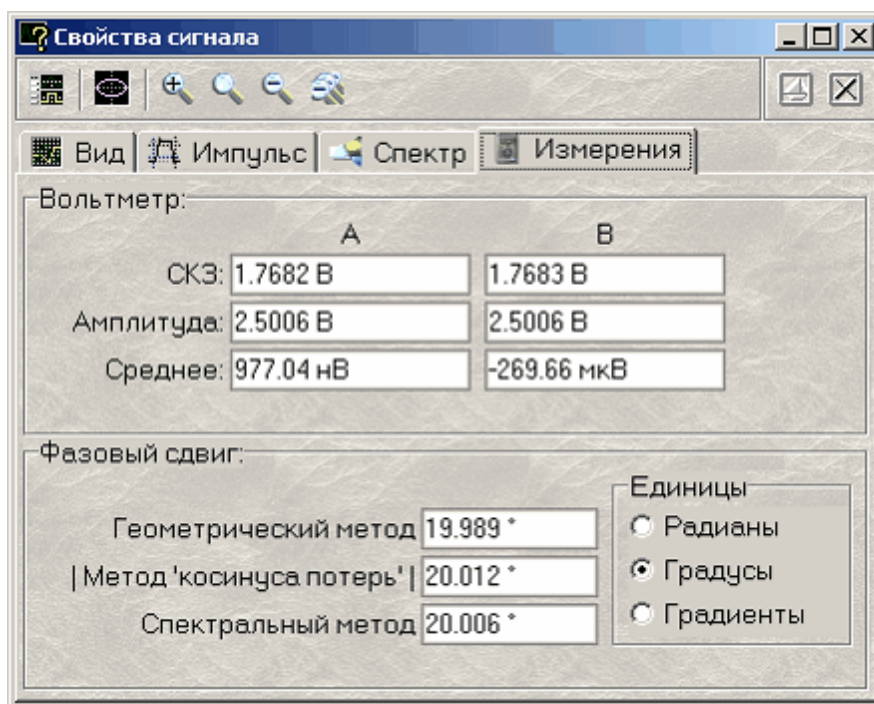 Свойства сигнала
Вид Импульс Спектр Измерения
Вольтметр:
A B
СКЗ: 1.7682 В 1.7683 В
Амплитуда: 2.5006 В 2.5006 В
Среднее: 977.04 нВ -269.66 мкВ
Фазовый сдвиг:
Единицы
Геометрический метод 19.989 ° Радианы
|Метод 'косинуса потерь'| 20.012 ° Градусы
Спектральный метод 20.006 ° Градиенты